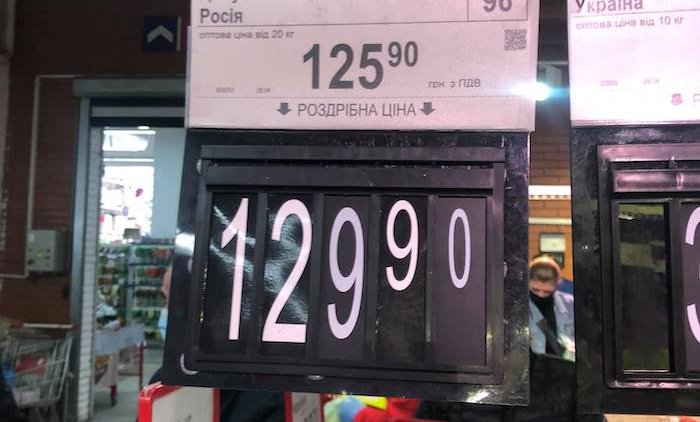 Росія
96
оптова ціна від 20 кг
125 90
грн. з ПДВ
РОЗДРІБНА ЦІНА
129 90
Україна
оптова ціна від 10 кг